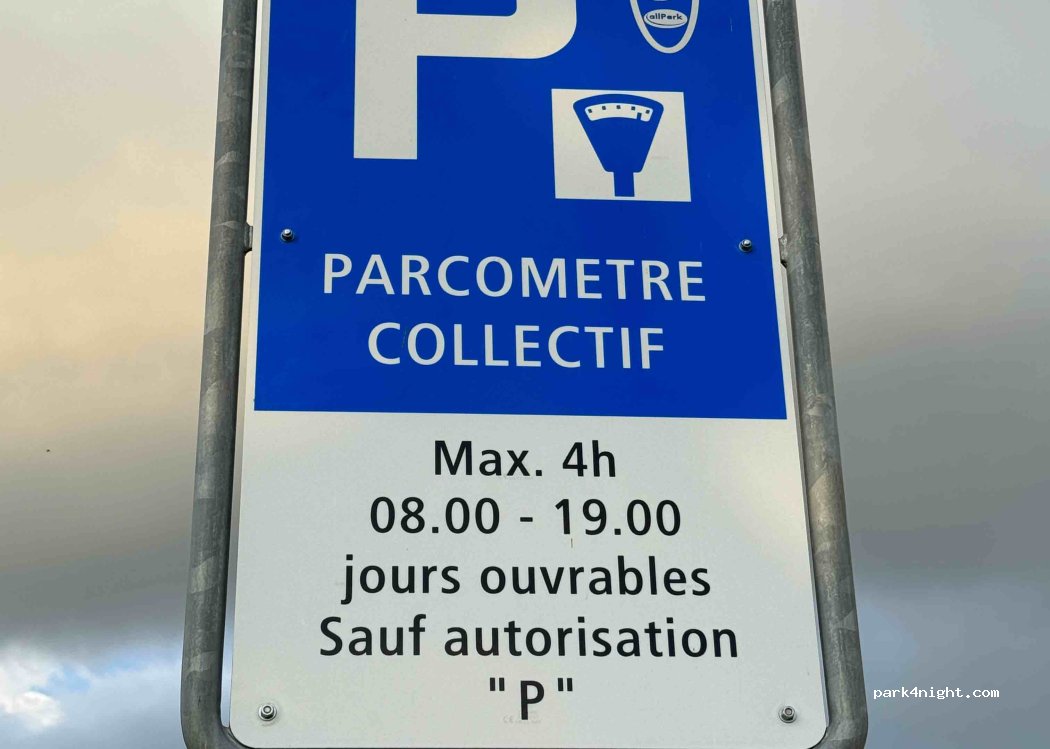 P
allPark
PARCOMETRE
COLLECTIF
Max. 4h
08.00 - 19.00
jours ouvrables
Sauf autorisation
"P"
park4night.com